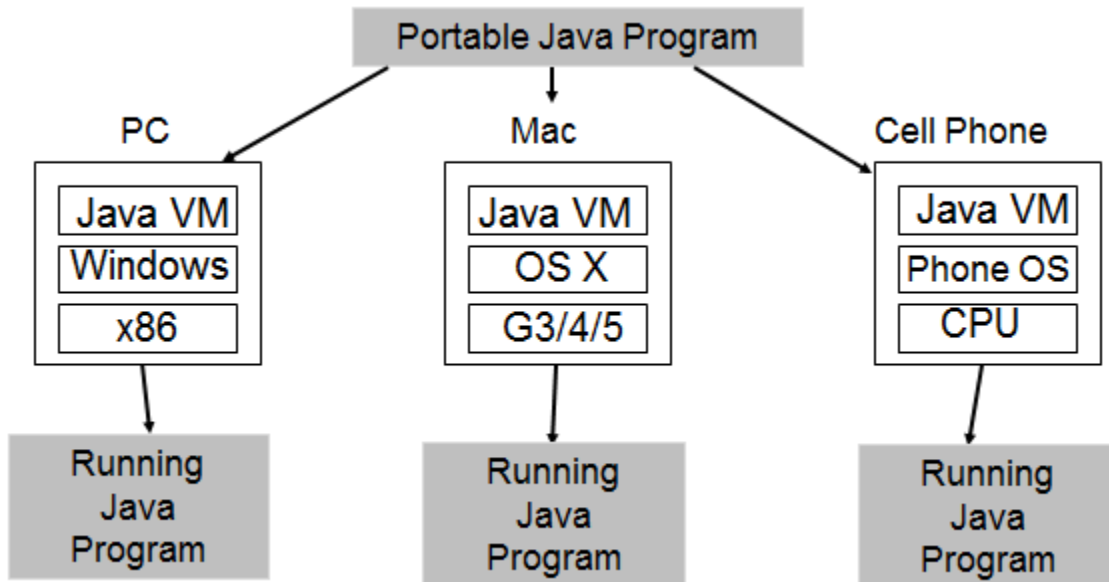 Portable Java Program
PC
Mac
Cell Phone
Java VM
Windows
x86
Java VM
OS X
G3/4/5
Java VM
Phone OS
CPU
Running
Java
Program
Running
Java
Program
Running
Java
Program